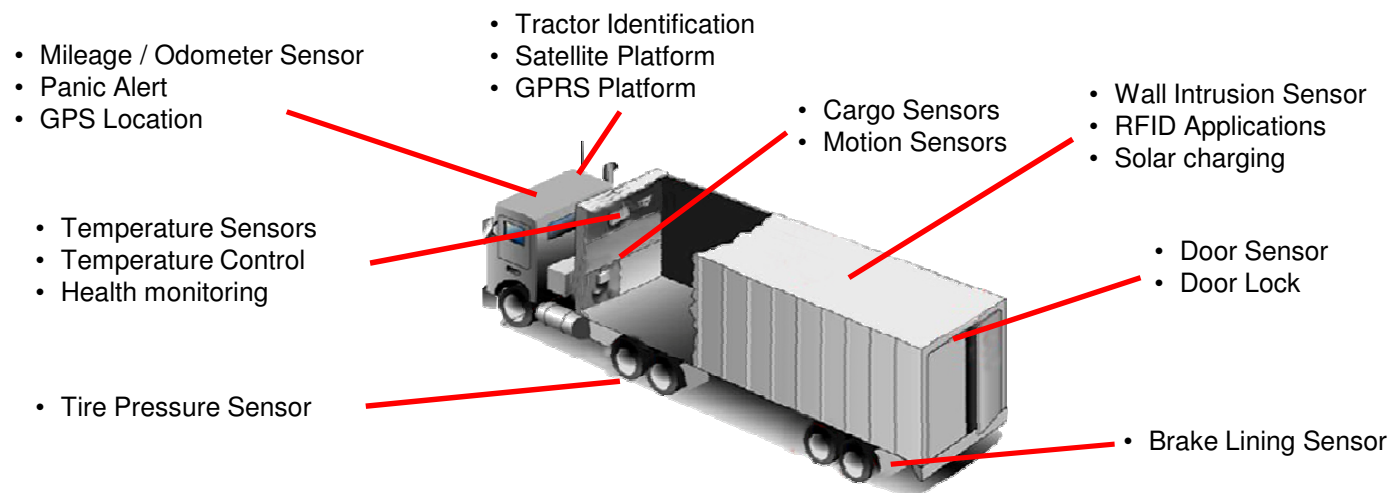 • Tractor Identification
• Satellite Platform
• GPRS Platform
• Mileage / Odometer Sensor
• Panic Alert
• GPS Location
• Cargo Sensors
• Motion Sensors
• Wall Intrusion Sensor
• RFID Applications
• Solar charging
• Temperature Sensors
• Temperature Control
• Health monitoring
• Door Sensor
• Door Lock
• Tire Pressure Sensor
• Brake Lining Sensor